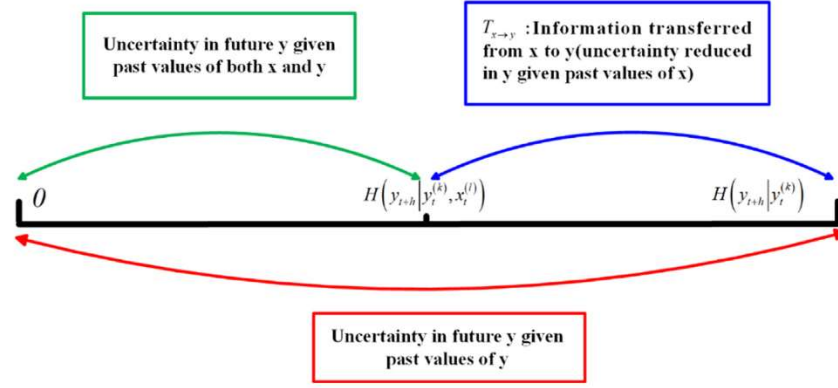 Uncertainty in future y given
past values of both x and y
T_{x→y} :Information transferred
from x to y(uncertainty reduced
in y given past values of x)
0
H(y_{t+h}|y_t^{(k)}, x_t^{(l)})
H(y_{t+h}|y_t^{(k)})
Uncertainty in future y given
past values of y